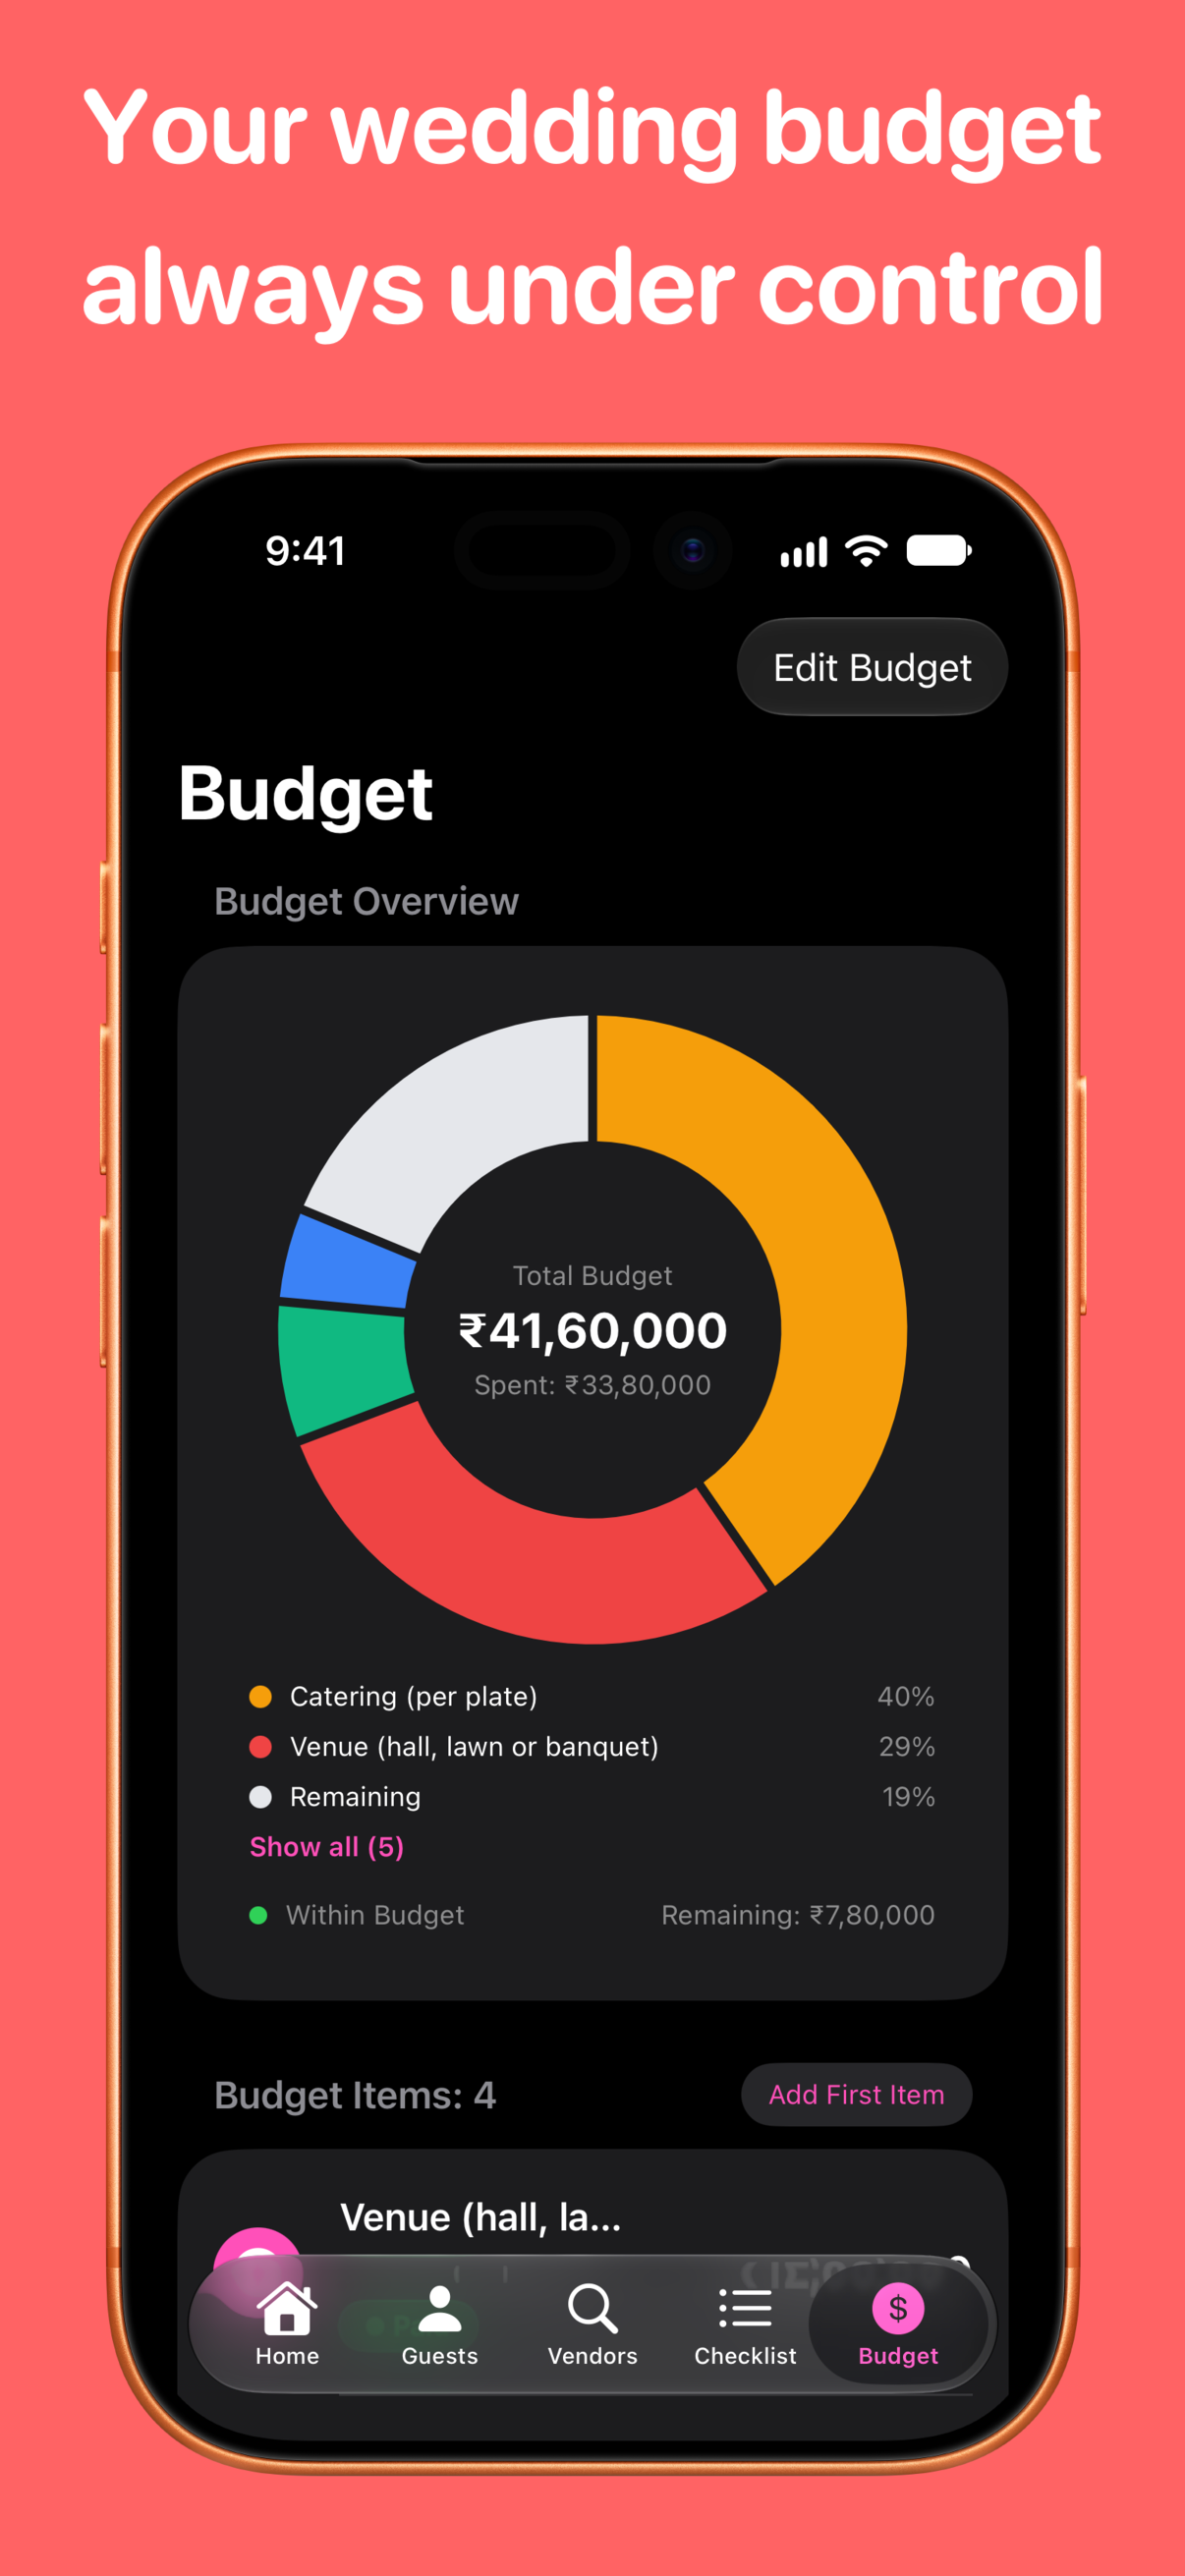 Your wedding budget
always under control
9:41
Edit Budget
Budget
Budget Overview
Total Budget
₹41,60,000
Spent: ₹33,80,000
Catering (per plate) 40%
Venue (hall, lawn or banquet) 29%
Remaining 19%
Show all (5)
Within Budget Remaining: ₹7,80,000
Budget Items: 4 Add First Item
Venue (hall, la...
$
Home Guests Vendors Checklist Budget